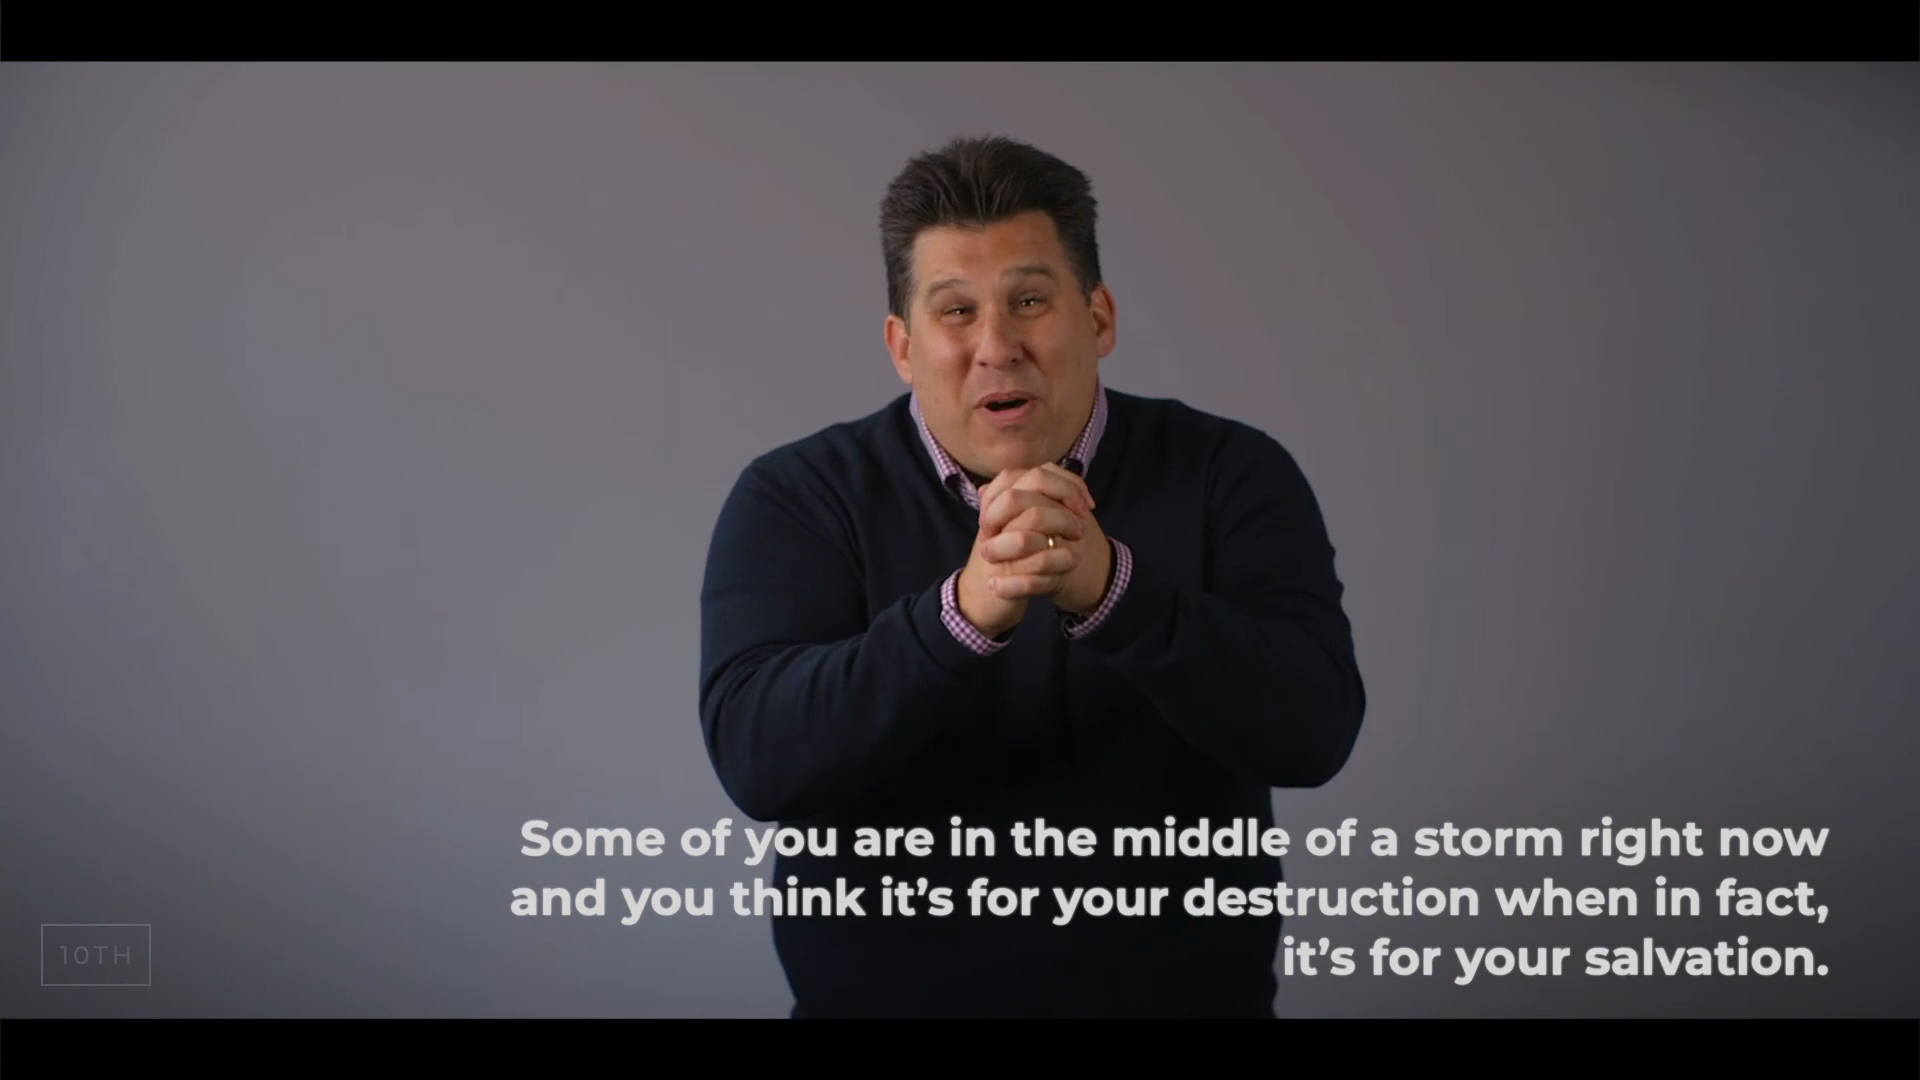 Some of you are in the middle of a storm right now
and you think it’s for your destruction when in fact,
it’s for your salvation.
10TH